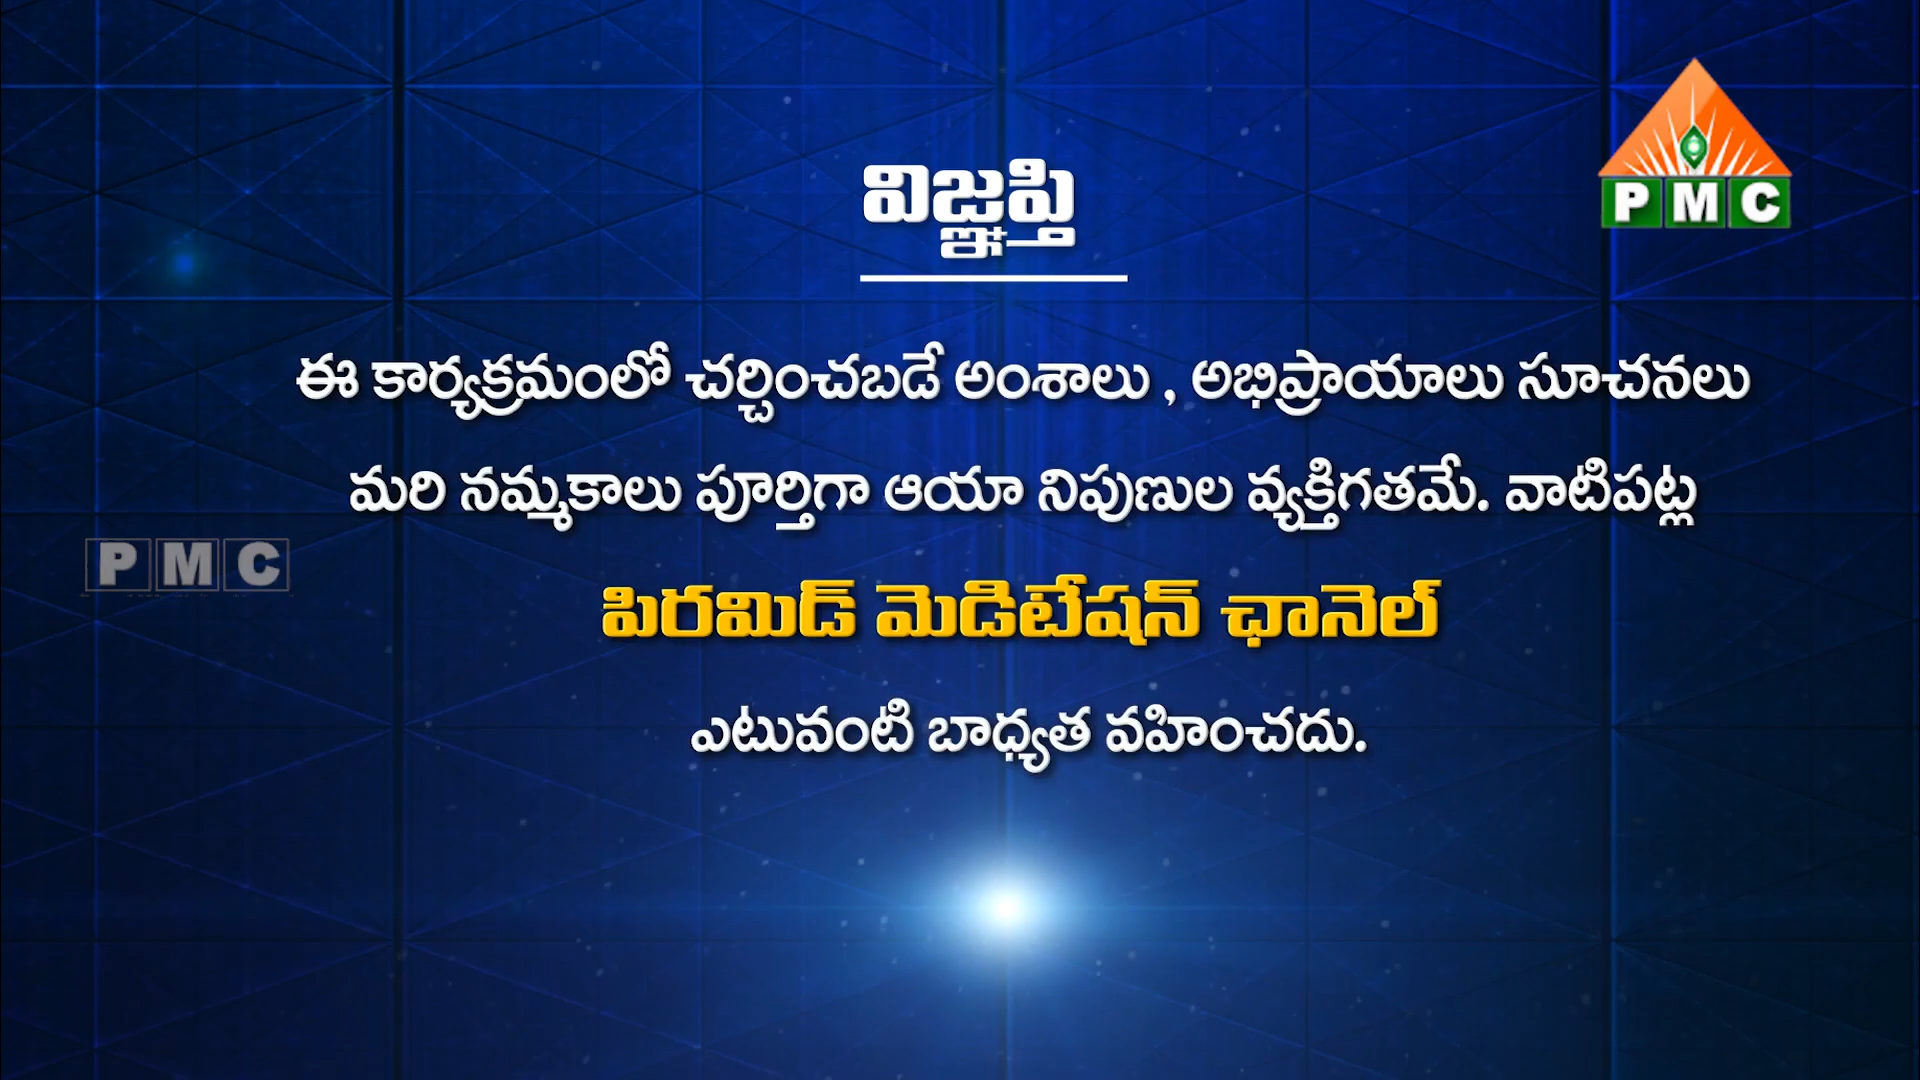 విజ్ఞప్తి
PMC
ఈ కార్యక్రమంలో చర్చించబడే అంశాలు , అభిప్రాయాలు సూచనలు
మరి నమ్మకాలు పూర్తిగా ఆయా నిపుణుల వ్యక్తిగతమే. వాటిపట్ల
PMC
పిరమిడ్ మెడిటేషన్ ఛానెల్
ఎటువంటి బాధ్యత వహించదు.